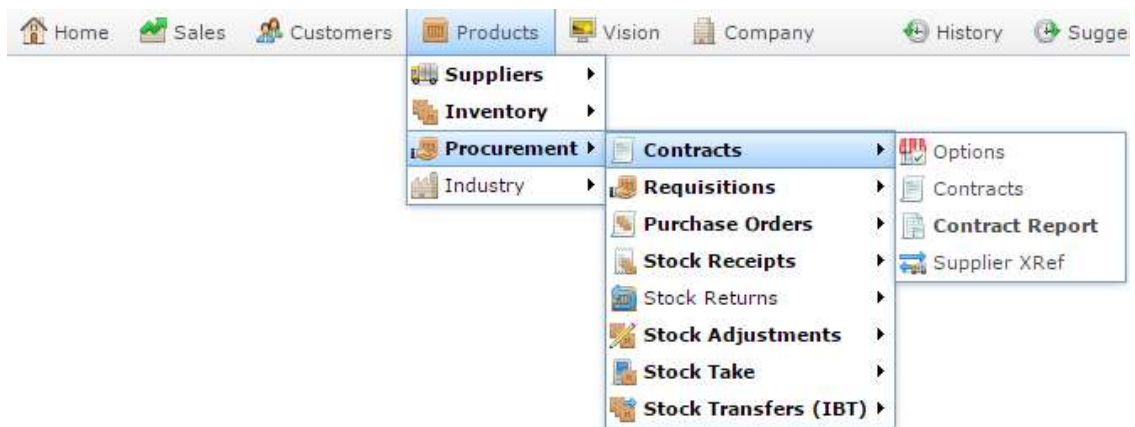 Home Sales Customers Products Vision Company History Sugge
Suppliers
Inventory
Procurement Contracts Options
Industry Requisitions Contracts
Purchase Orders Contract Report
Stock Receipts Supplier XRef
Stock Returns
Stock Adjustments
Stock Take
Stock Transfers (IBT)